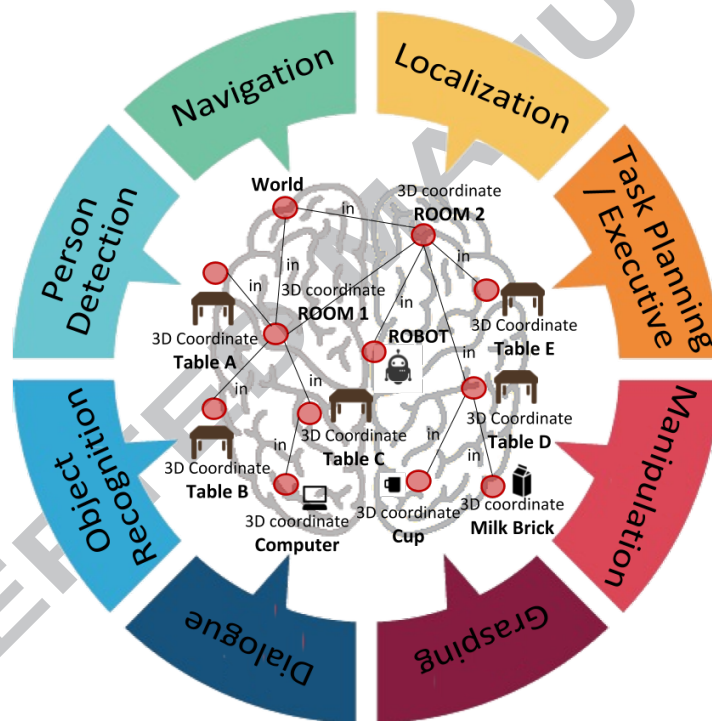 Navigation
Localization
Task Planning
/ Executive
Person
Detection
Object
Recognition
Manipulation
Dialogue
Grasping
World
in
3D coordinate
ROOM 2
in
in
in
in
3D coordinate
ROOM 1
in
in
ROBOT
3D Coordinate
Table A
3D Coordinate
Table E
in
in
in
3D Coordinate
Table B
3D Coordinate
Table C
3D Coordinate
Table D
in
in
in
3D coordinate
Computer
3D coordinate
Cup
3D coordinate
Milk Brick